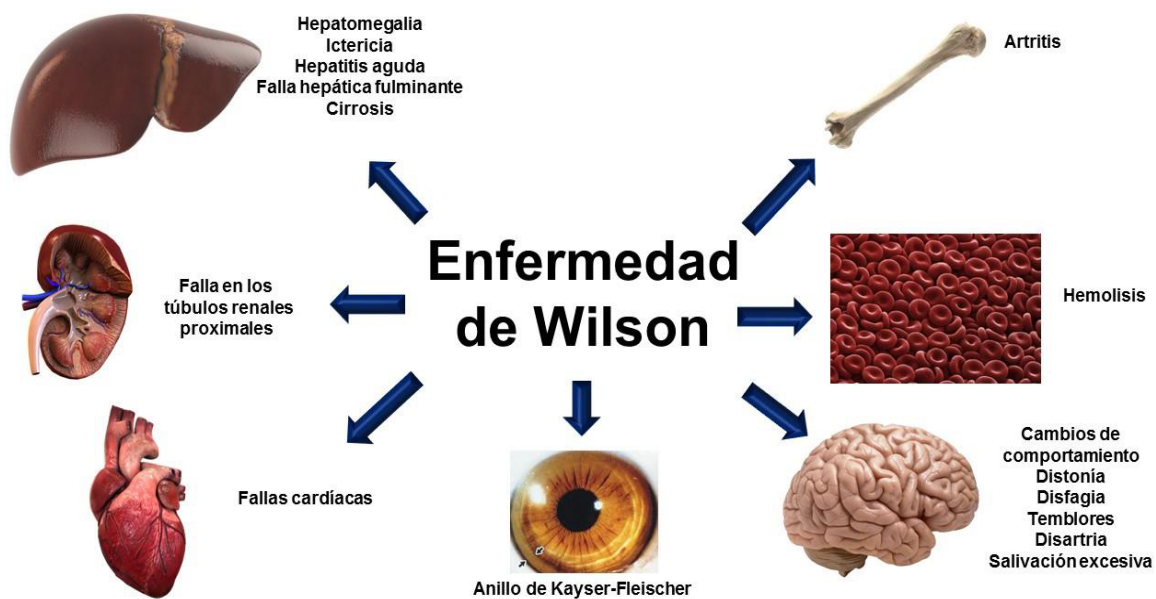 Hepatomegalia
Ictericia
Hepatitis aguda
Falla hepática fulminante
Cirrosis
Artritis
Enfermedad
de Wilson
Falla en los
túbulos renales
proximales
Hemolisis
Fallas cardíacas
Anillo de Kayser-Fleischer
Cambios de
comportamiento
Distonía
Disfagia
Temblores
Disartria
Salivación excesiva